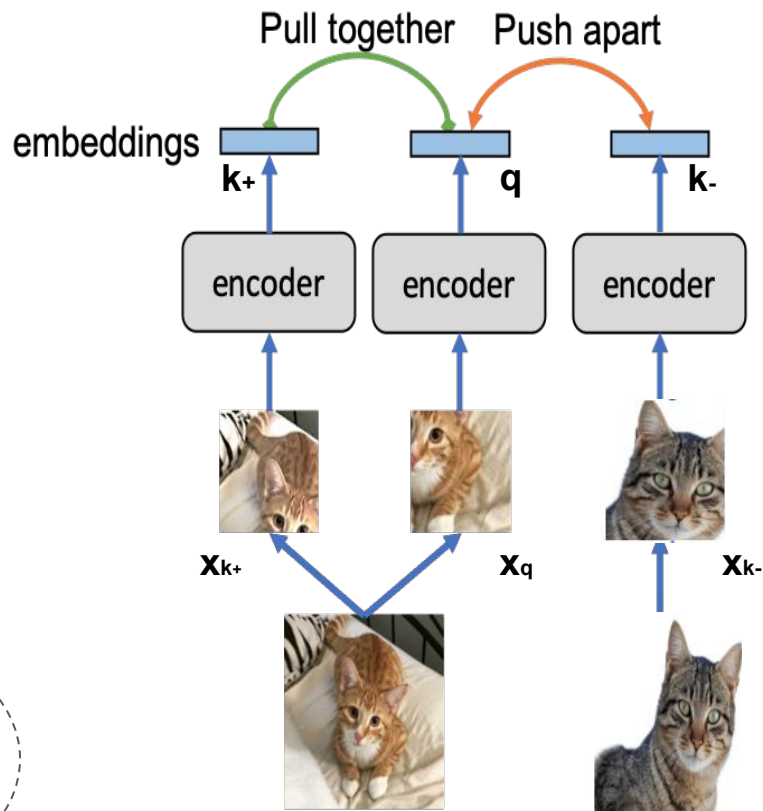 Pull together Push apart
embeddings
k+ q k-
encoder encoder encoder
xk+ xq xk-